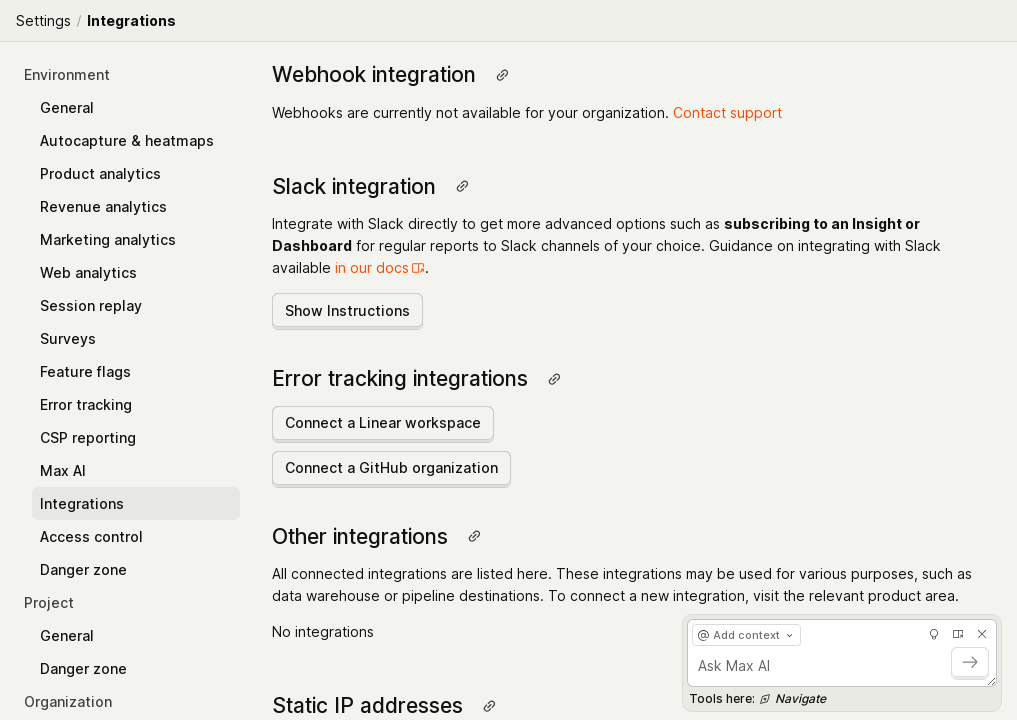 Settings / Integrations
Environment
General
Autocapture & heatmaps
Product analytics
Revenue analytics
Marketing analytics
Web analytics
Session replay
Surveys
Feature flags
Error tracking
CSP reporting
Max AI
Integrations
Access control
Danger zone
Project
General
Danger zone
Organization
Webhook integration
Webhooks are currently not available for your organization. Contact support
Slack integration
Integrate with Slack directly to get more advanced options such as subscribing to an Insight or
Dashboard for regular reports to Slack channels of your choice. Guidance on integrating with Slack
available in our docs.
Show Instructions
Error tracking integrations
Connect a Linear workspace
Connect a GitHub organization
Other integrations
All connected integrations are listed here. These integrations may be used for various purposes, such as
data warehouse or pipeline destinations. To connect a new integration, visit the relevant product area.
No integrations
Static IP addresses
@ Add context
Ask Max AI
Tools here: Navigate